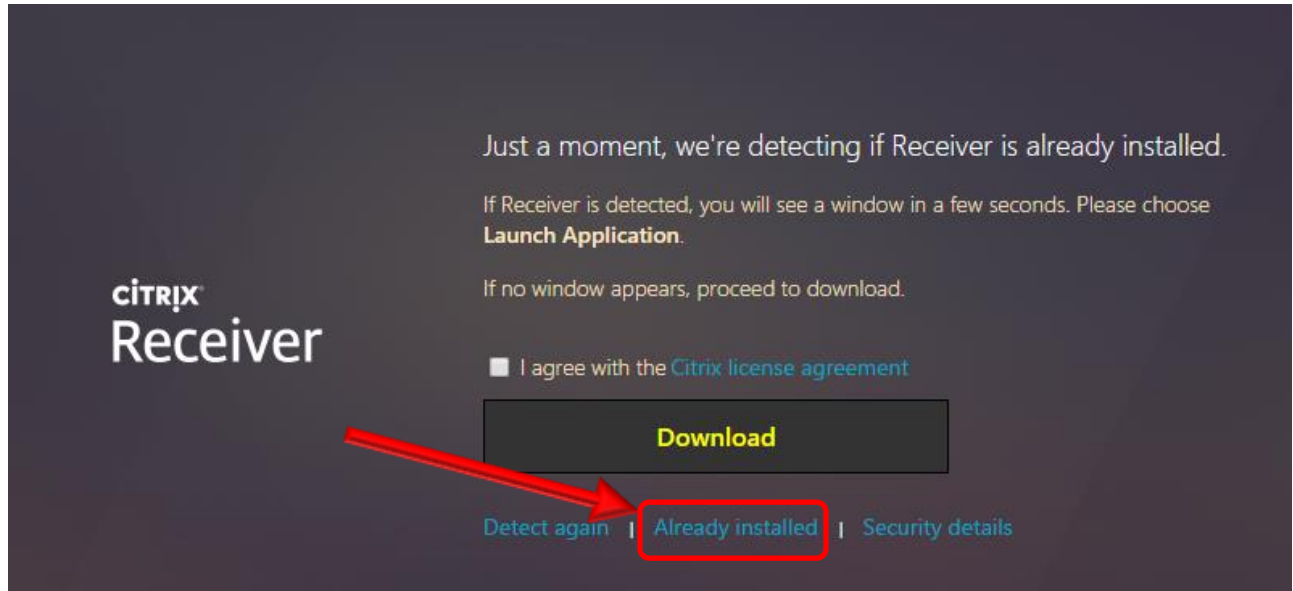 Just a moment, we're detecting if Receiver is already installed.
If Receiver is detected, you will see a window in a few seconds. Please choose
Launch Application.
If no window appears, proceed to download.
CİTRIX
Receiver
I agree with the Citrix license agreement
Download
Detect again | Already installed | Security details